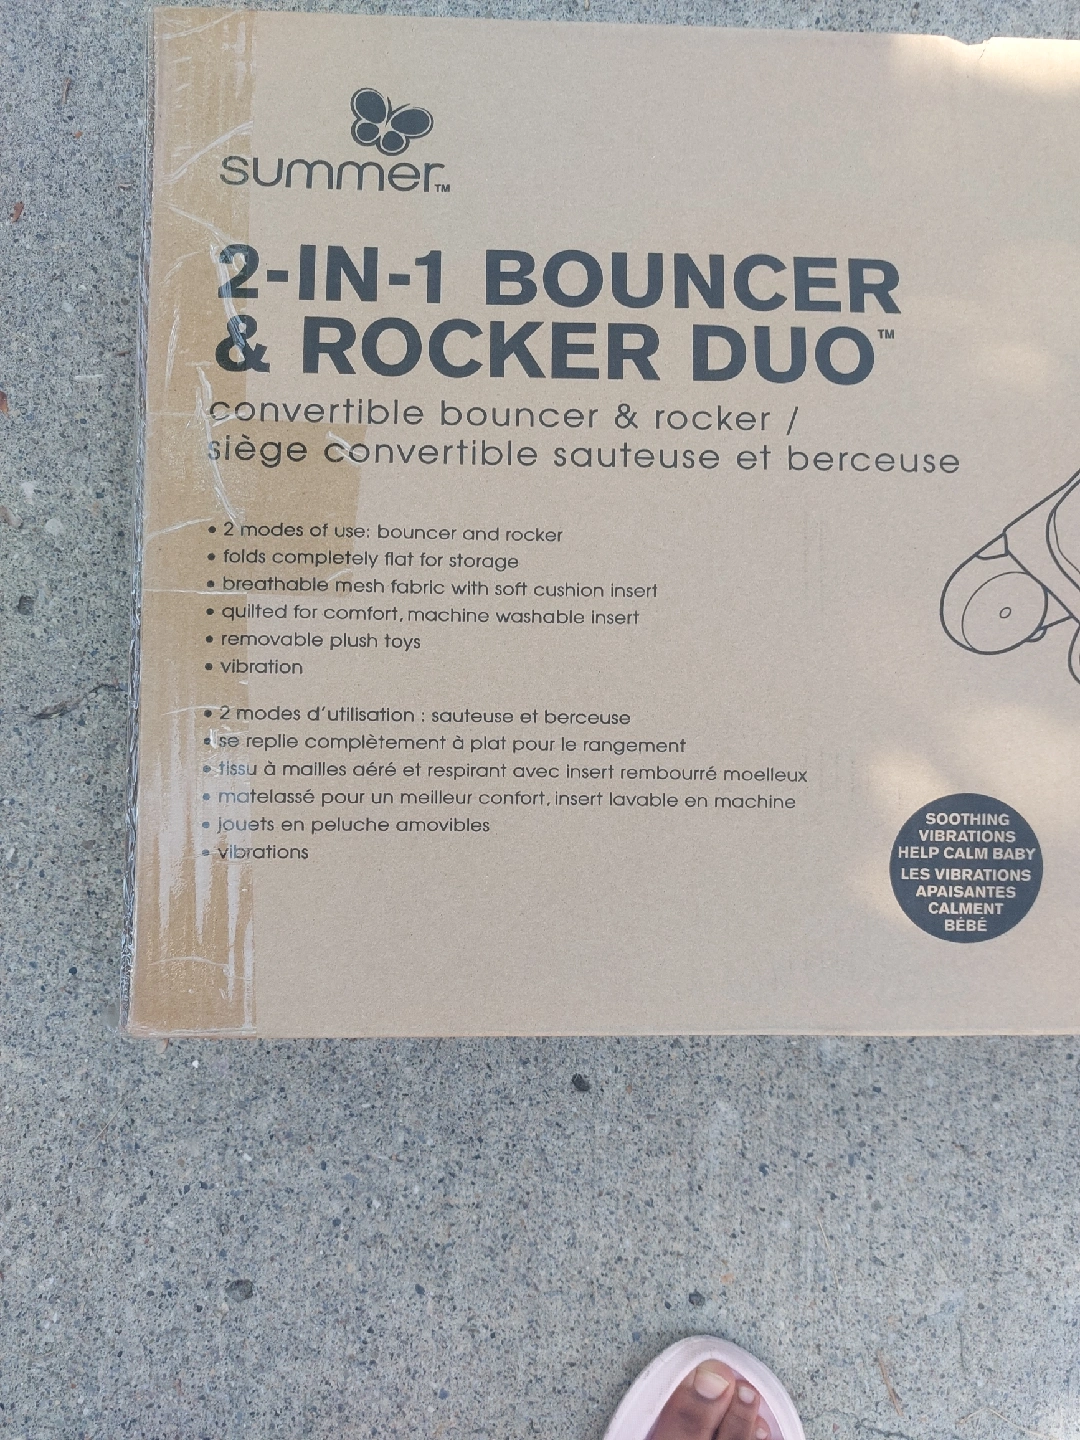 summer™
2-IN-1 BOUNCER
& ROCKER DUO™
convertible bouncer & rocker /
siège convertible sauteuse et berceuse
• 2 modes of use: bouncer and rocker
• folds completely flat for storage
• breathable mesh fabric with soft cushion insert
• quilted for comfort, machine washable insert
• removable plush toys
• vibration
• 2 modes d'utilisation : sauteuse et berceuse
• se replie complètement à plat pour le rangement
• tissu à mailles aéré et respirant avec insert rembourré moelleux
• matelassé pour un meilleur confort, insert lavable en machine
• jouets en peluche amovibles
• vibrations
SOOTHING
VIBRATIONS
HELP CALM BABY
LES VIBRATIONS
APAISANTES
CALMENT
BÉBÉ